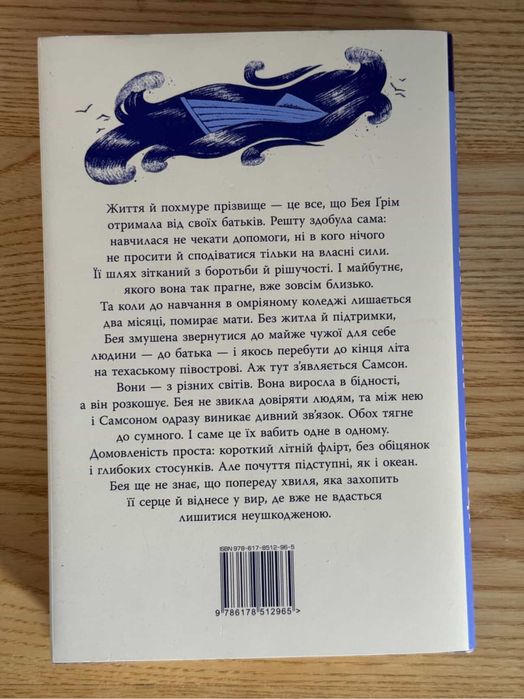 Життя й похмуре прізвище — це все, що Бея Ґрім
отримала від своїх батьків. Решту здобула сама:
навчилася не чекати допомоги, ні в кого нічого
не просити й сподіватися тільки на власні сили.
Її шлях зітканий з боротьби й рішучості. І майбутнє,
якого вона так прагне, вже зовсім близько.
Та коли до навчання в омріяному коледжі лишається
два місяці, помирає мати. Без житла й підтримки,
Бея змушена звернутися до майже чужої для себе
людини — до батька — і якось перебути до кінця літа
на техаському півострові. Аж тут з'являється Самсон.
Вони — з різних світів. Вона виросла в бідності,
а він розкошує. Бея не звикла довіряти людям, та між нею
і Самсоном одразу виникає дивний зв'язок. Обох тягне
до сумного. І саме це їх вабить одне в одному.
Домовленість проста: короткий літній флірт, без обіцянок
і глибоких стосунків. Але почуття підступні, як і океан.
Бея ще не знає, що попереду хвиля, яка захопить
її серце й віднесе у вир, де вже не вдасться
лишитися неушкодженою.
ISBN 978-617-8512-96-5
9 786178 512965 >